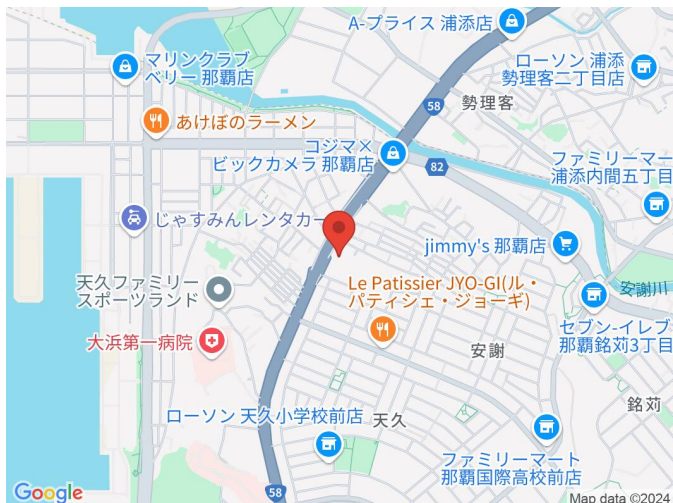 A-プライス 浦添店
マリンクラブ
ベリー 那覇店
ローソン 浦添
勢理客二丁目店
勢理客
58
あけぼのラーメン
コジマ×
ビックカメラ 那覇店
82
ファミリーマー
浦添内間五丁目
じゃすみんレンタカー
jimmy's 那覇店
天久ファミリー
スポーツランド
Le Patissier JYO-GI(ル・
パティシェ・ジョーギ)
安謝川
大浜第一病院
安謝
セブン-イレブ
那覇銘苅3丁目
銘苅
ローソン 天久小学校前店
天久
ファミリーマート
那覇国際高校前店
58
Google
Map data ©2024